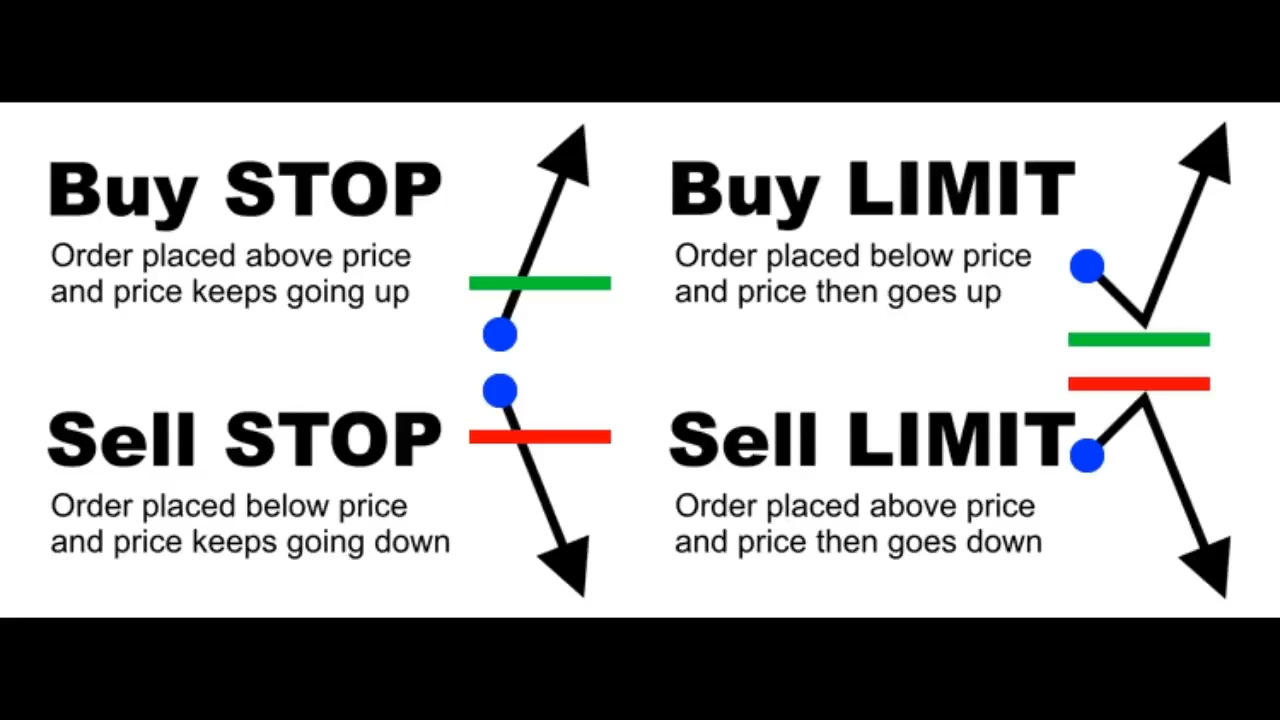 Buy STOP
Order placed above price
and price keeps going up
Sell STOP
Order placed below price
and price keeps going down
Buy LIMIT
Order placed below price
and price then goes up
Sell LIMIT
Order placed above price
and price then goes down